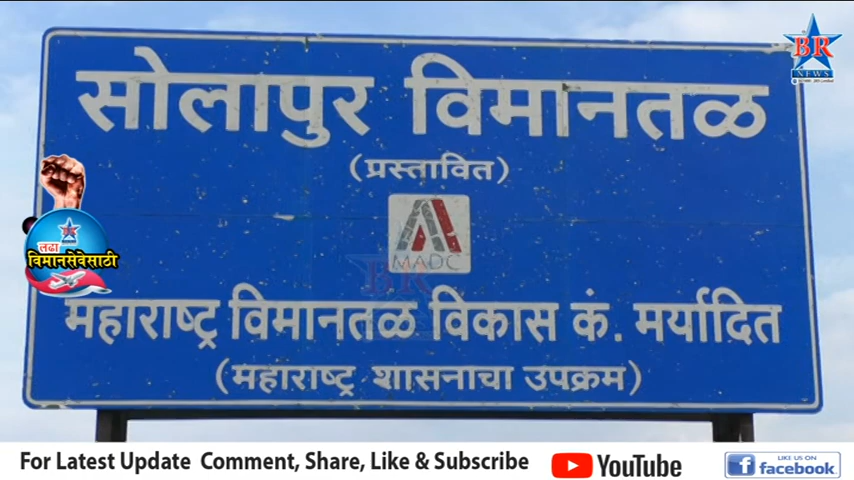 सोलापुर विमानतळ
(प्रस्तावित)
MADC
महाराष्ट्र विमानतळ विकास कं. मर्यादित
(महाराष्ट्र शासनाचा उपक्रम)
BR
NEWS
लढा
विमानसेवेसाठी
BR
For Latest Update Comment, Share, Like & Subscribe
YouTube
LIKE US ON
facebook